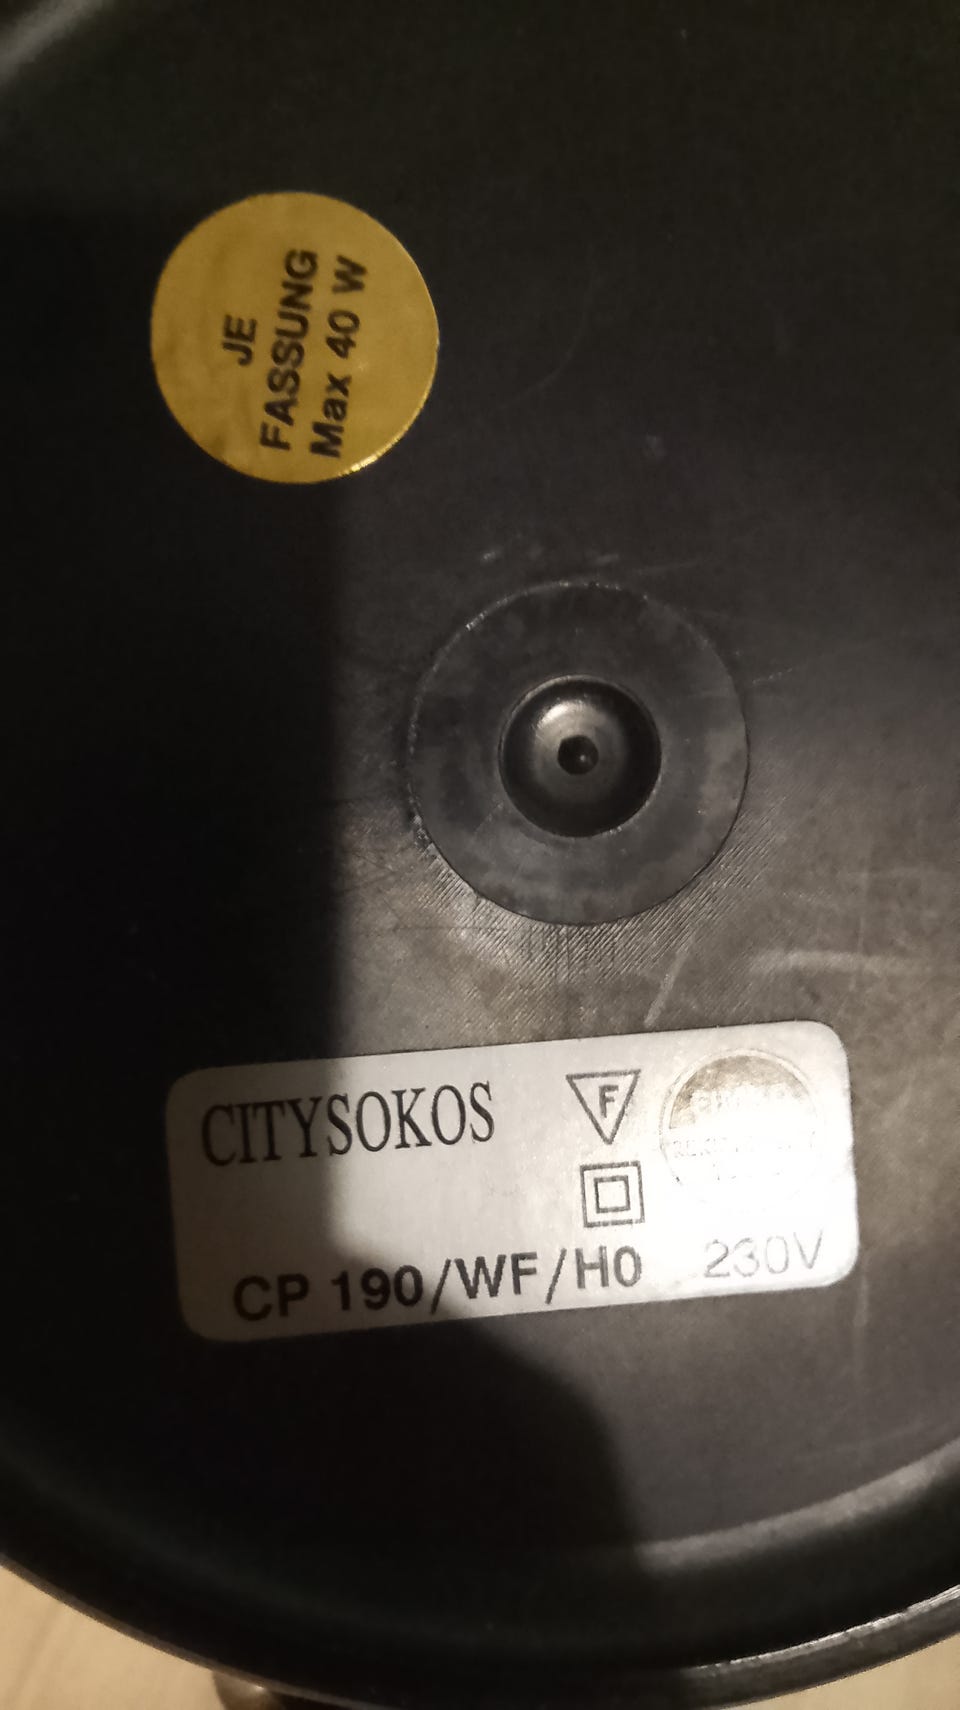 JE
FASSUNG
Max 40 W
CITYSOKOS
F
CP 190/WF/H0
230V